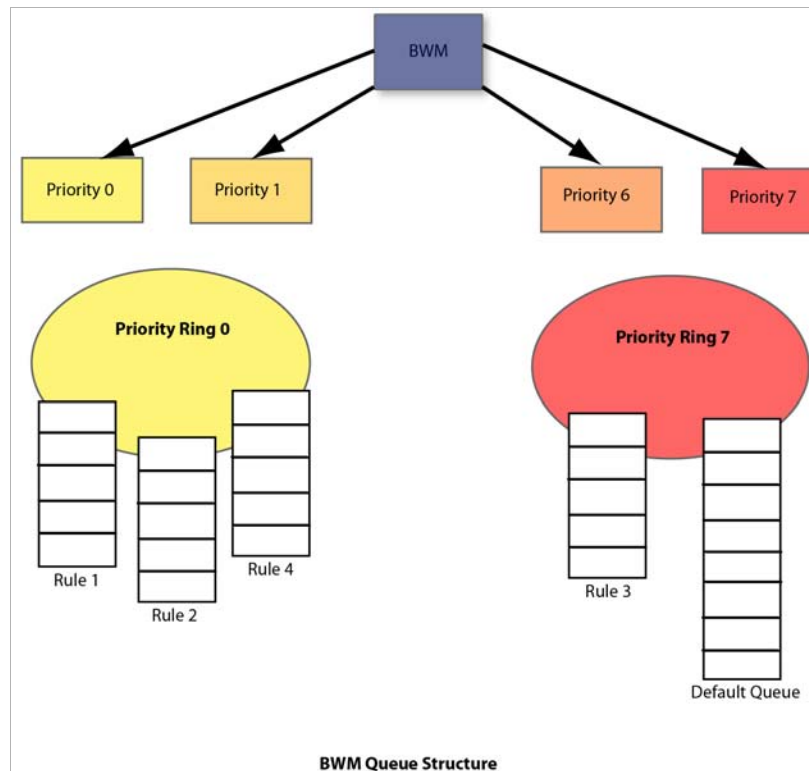 BWM
Priority 0
Priority 1
Priority 6
Priority 7
Priority Ring 0
Priority Ring 7
Rule 1
Rule 2
Rule 4
Rule 3
Default Queue
BWM Queue Structure